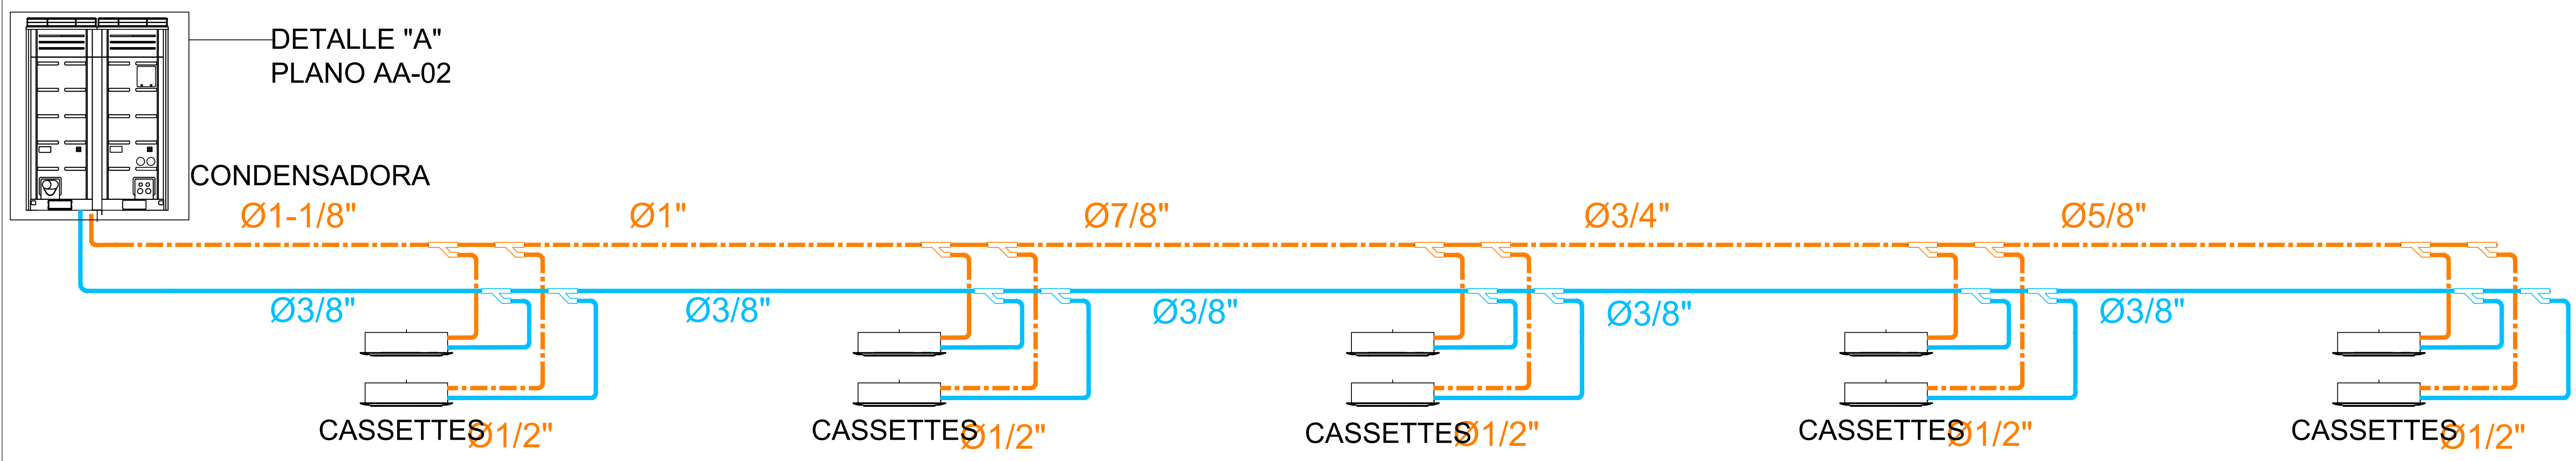 DETALLE "A"
PLANO AA-02
CONDENSADORA
Ø1-1/8"
Ø1"
Ø7/8"
Ø3/4"
Ø5/8"
Ø3/8"
Ø3/8"
Ø3/8"
Ø3/8"
Ø3/8"
CASSETTES
Ø1/2"
CASSETTES
Ø1/2"
CASSETTES
Ø1/2"
CASSETTES
Ø1/2"
CASSETTES
Ø1/2"